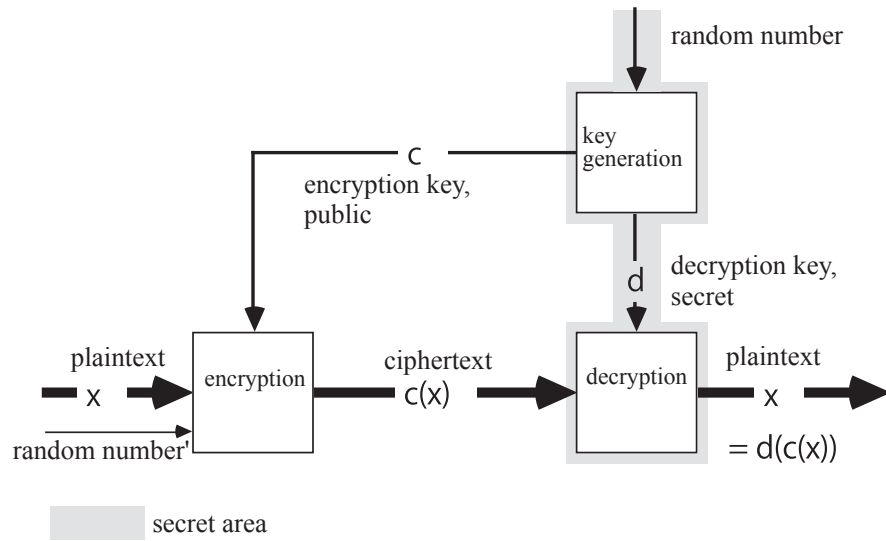 random number
key
generation
c
encryption key,
public
d
decryption key,
secret
plaintext
x
random number'
encryption
ciphertext
c(x)
decryption
plaintext
x
= d(c(x))
secret area